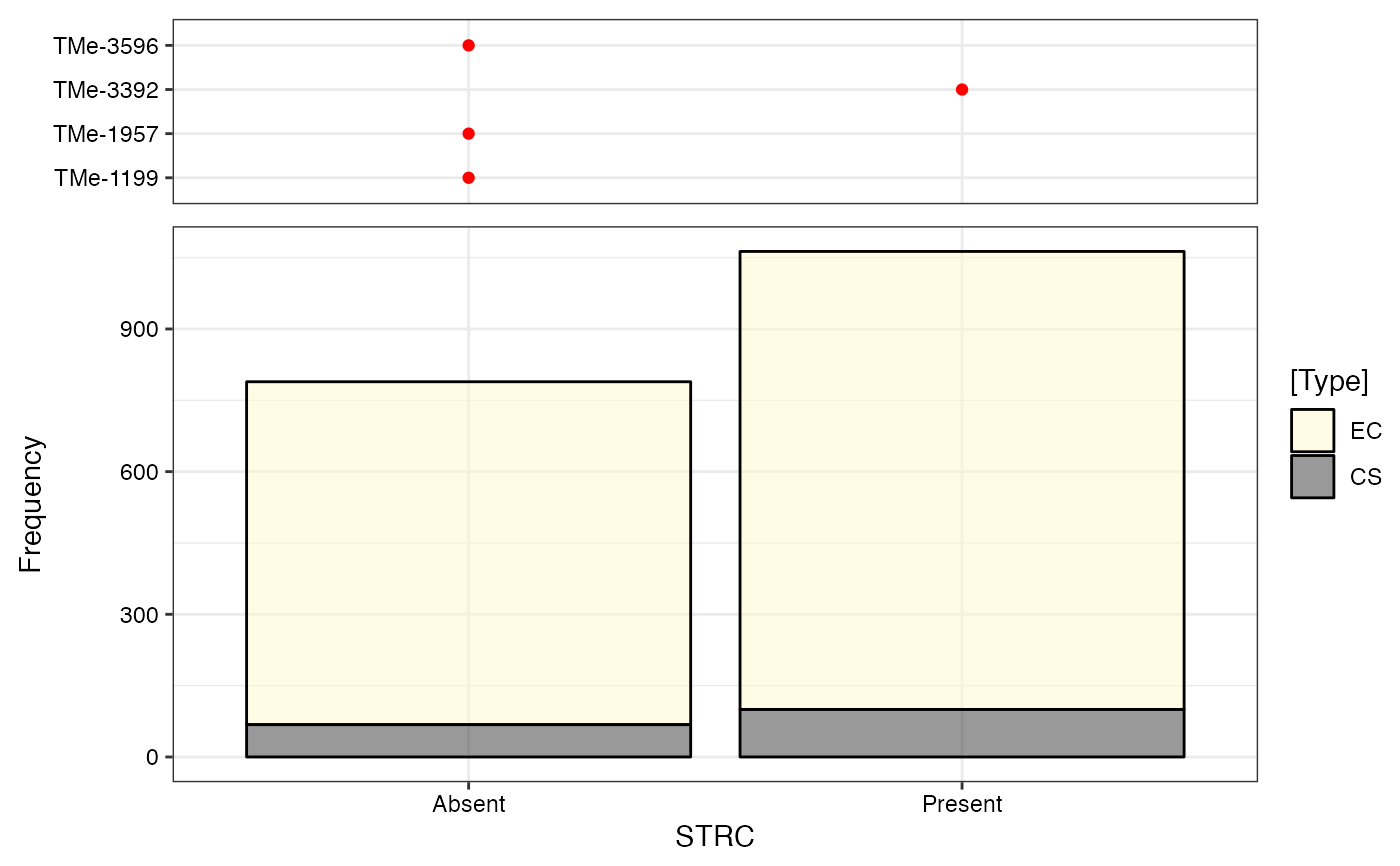 TMe-3596
TMe-3392
TMe-1957
TMe-1199
Frequency
900
600
300
0
Absent
Present
STRC
[Type]
EC
CS